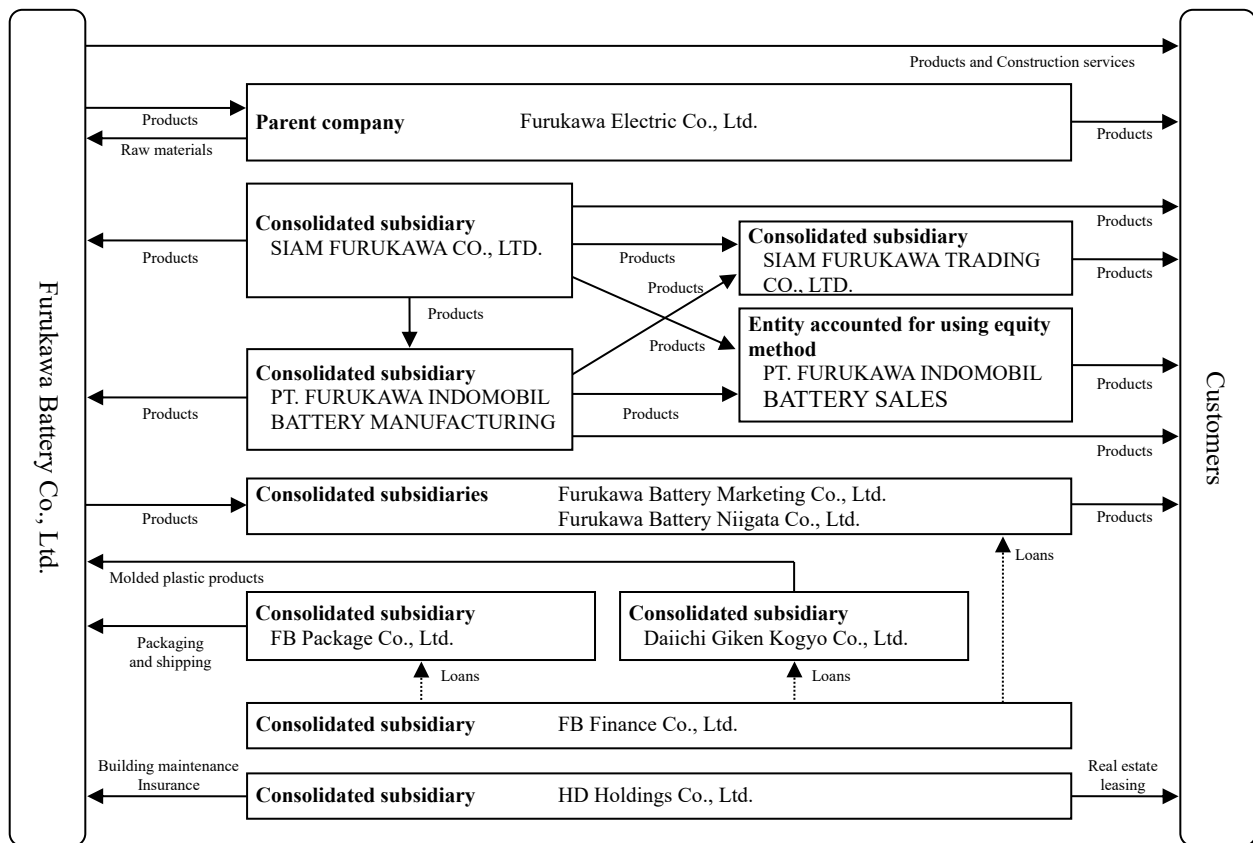 Furukawa Battery Co., Ltd.
Products and Construction services
Products
Raw materials
Parent company Furukawa Electric Co., Ltd.
Products
Products
Consolidated subsidiary
SIAM FURUKAWA CO., LTD.
Products
Products
Products
Consolidated subsidiary
SIAM FURUKAWA TRADING
CO., LTD.
Products
Products
Products
Entity accounted for using equity
method
PT. FURUKAWA INDOMOBIL
BATTERY SALES
Products
Products
Consolidated subsidiary
PT. FURUKAWA INDOMOBIL
BATTERY MANUFACTURING
Products
Products
Products
Consolidated subsidiaries Furukawa Battery Marketing Co., Ltd.
Furukawa Battery Niigata Co., Ltd.
Products
Loans
Molded plastic products
Consolidated subsidiary
FB Package Co., Ltd.
Packaging
and shipping
Consolidated subsidiary
Daiichi Giken Kogyo Co., Ltd.
Loans
Loans
Consolidated subsidiary FB Finance Co., Ltd.
Building maintenance
Insurance
Consolidated subsidiary HD Holdings Co., Ltd.
Real estate
leasing
Customers